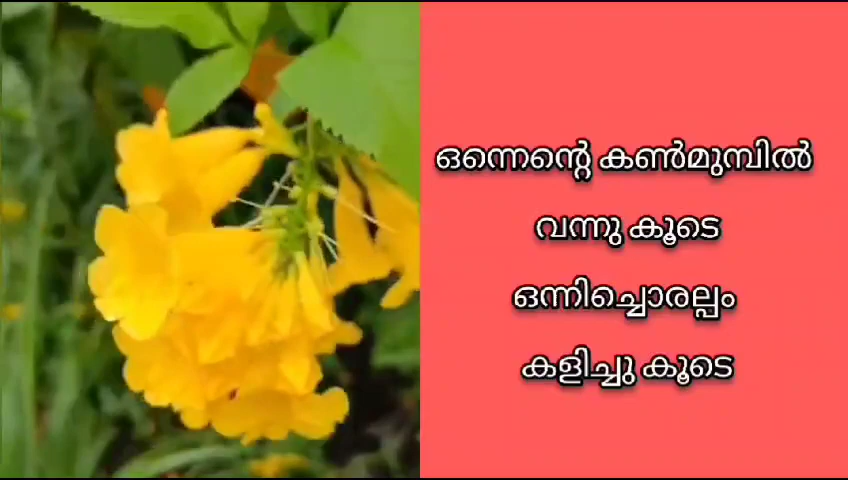 ഒന്നെന്റെ കൺമുമ്പിൽ
വന്നു കൂടെ
ഒന്നിച്ചൊരല്പം
കളിച്ചു കൂടെ